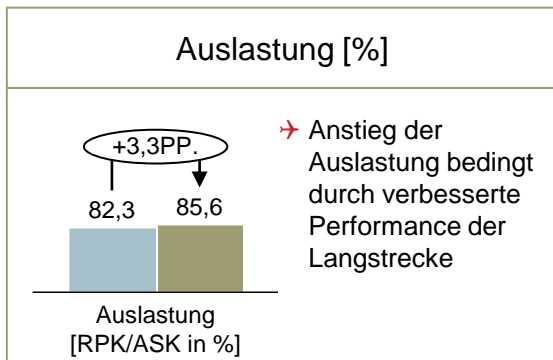 Auslastung [%]
+3,3PP.
82,3
85,6
Auslastung
[RPK/ASK in %]
Anstieg der
Auslastung bedingt
durch verbesserte
Performance der
Langstrecke